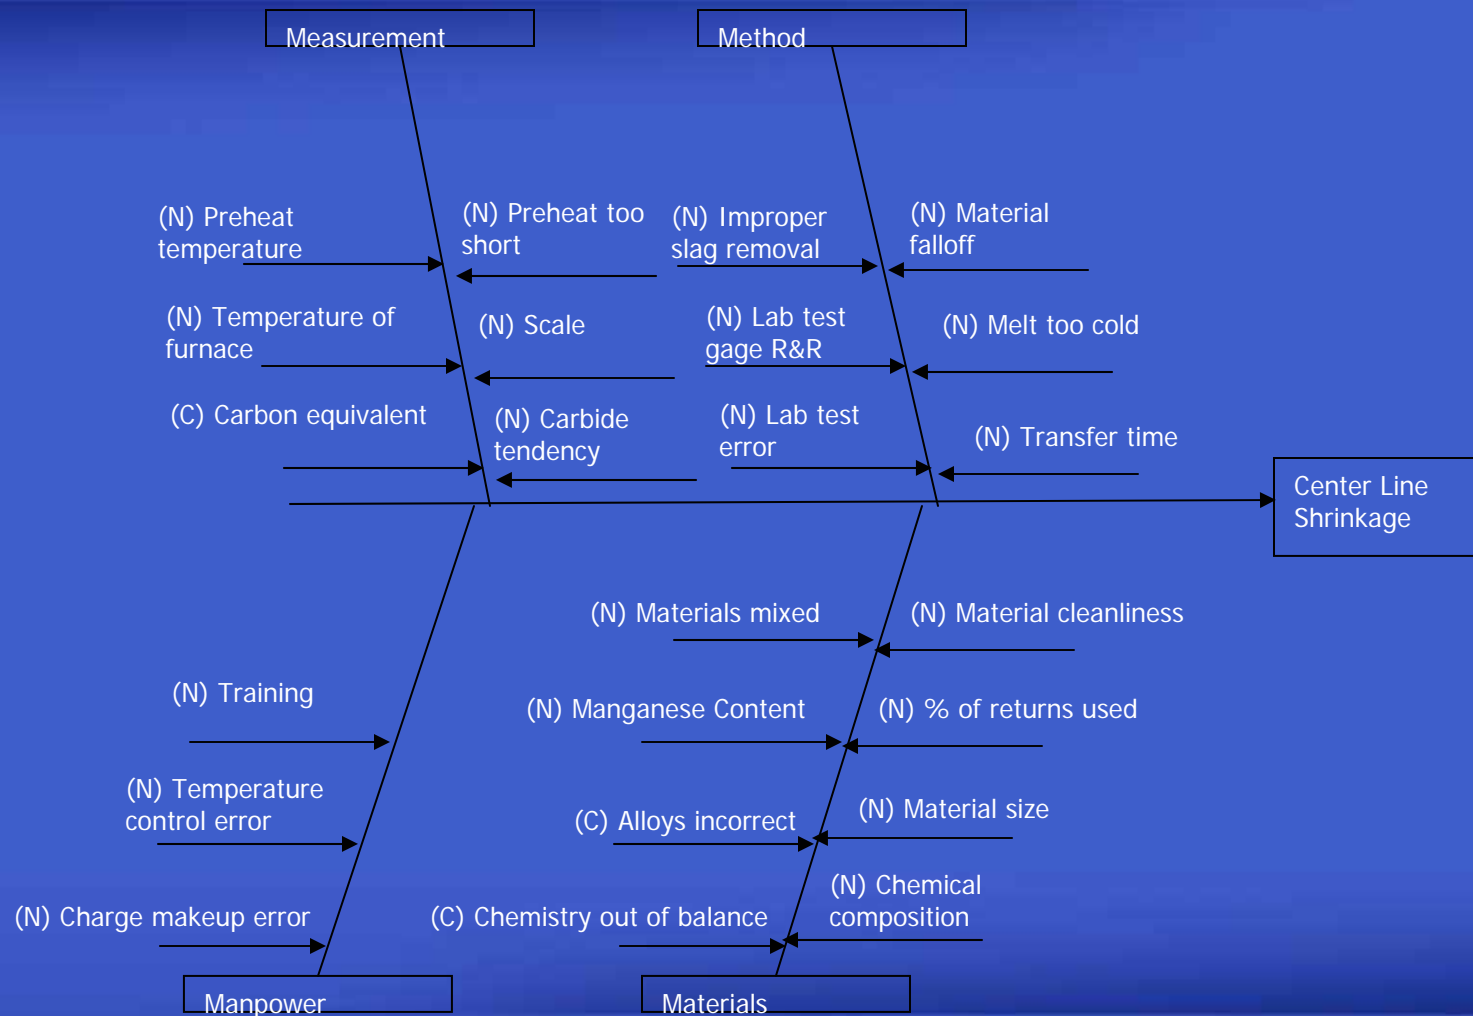 Measurement
Method
(N) Preheat
temperature
(N) Preheat too
short
(N) Improper
slag removal
(N) Material
falloff
(N) Temperature of
furnace
(N) Scale
(N) Lab test
gage R&R
(N) Melt too cold
(C) Carbon equivalent
(N) Carbide
tendency
(N) Lab test
error
(N) Transfer time
Center Line
Shrinkage
(N) Materials mixed
(N) Material cleanliness
(N) Training
(N) Manganese Content
(N) % of returns used
(N) Temperature
control error
(C) Alloys incorrect
(N) Material size
(N) Charge makeup error
(C) Chemistry out of balance
(N) Chemical
composition
Manpower
Materials